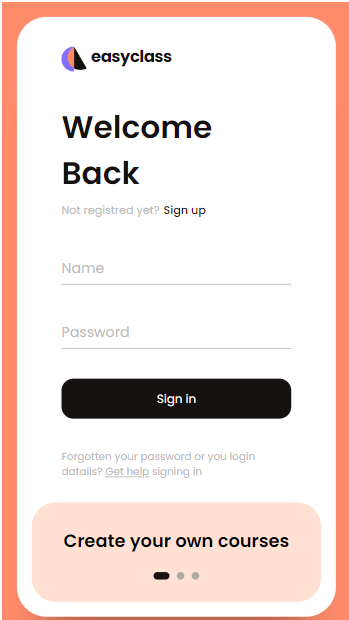 easyclass
Welcome
Back
Not registred yet? Sign up
Name
Password
Sign in
Forgotten your password or you login
datails? Get help signing in
Create your own courses